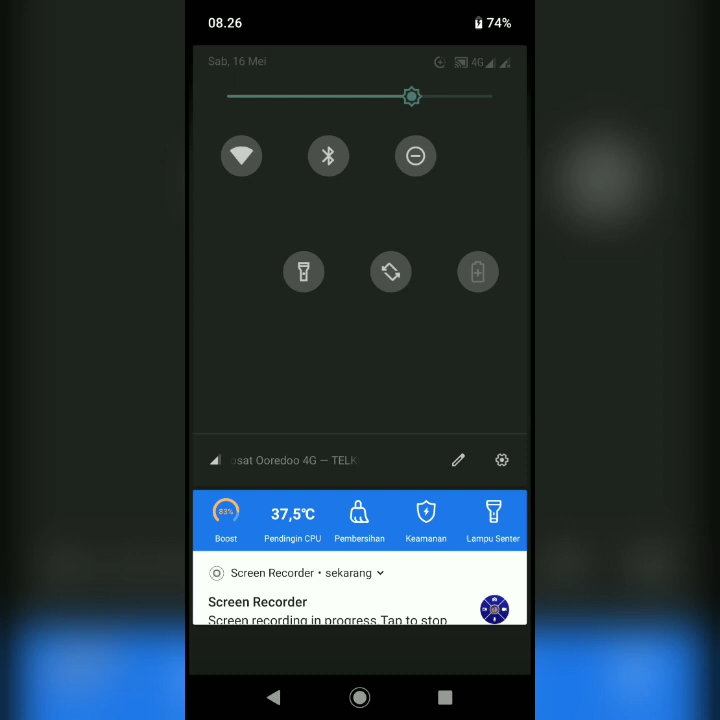 08.26
74%
Sab, 16 Mei
4G
osat Ooredoo 4G — TELK
83%
37,5℃
Boost
Pendingin CPU
Pembersihan
Keamanan
Lampu Senter
Screen Recorder • sekarang
Screen Recorder
Screen recording in progress Tap to stop